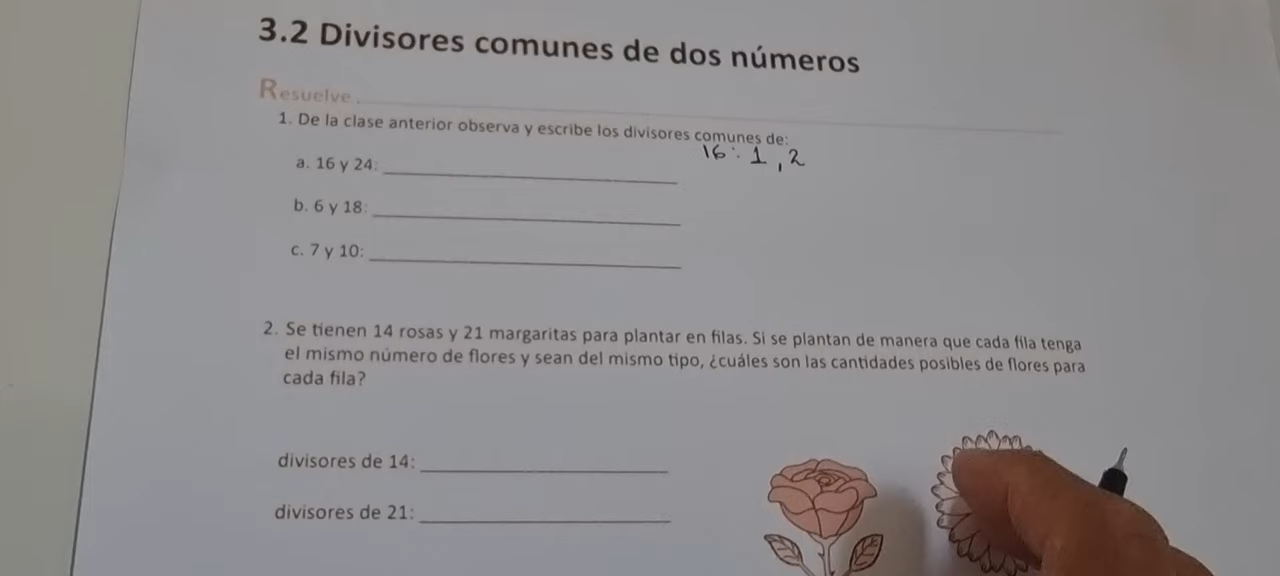 3.2 Divisores comunes de dos números
Resuelve
1. De la clase anterior observa y escribe los divisores comunes de:
16: 1, 2
a. 16 y 24:
b. 6 y 18:
c. 7 y 10:
2. Se tienen 14 rosas y 21 margaritas para plantar en filas. Si se plantan de manera que cada fila tenga
el mismo número de flores y sean del mismo tipo, ¿cuáles son las cantidades posibles de flores para
cada fila?
divisores de 14:
divisores de 21: